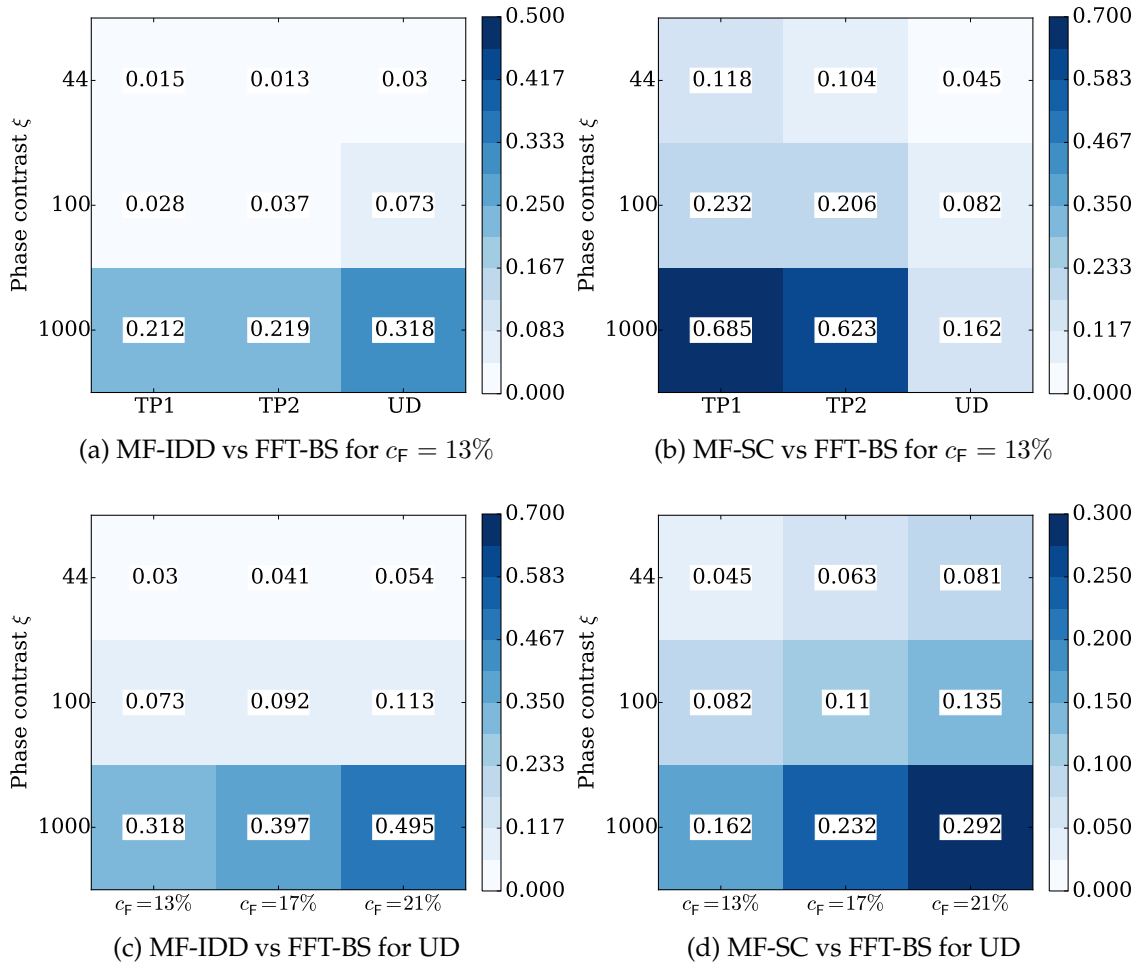 0.500
0.417
0.333
0.250
0.167
0.083
0.000
Phase contrast ξ
44
100
1000
0.015 0.013 0.03
0.028 0.037 0.073
0.212 0.219 0.318
TP1 TP2 UD
(a) MF-IDD vs FFT-BS for c_F = 13%
0.700
0.583
0.467
0.350
0.233
0.117
0.000
Phase contrast ξ
44
100
1000
0.118 0.104 0.045
0.232 0.206 0.082
0.685 0.623 0.162
TP1 TP2 UD
(b) MF-SC vs FFT-BS for c_F = 13%
0.700
0.583
0.467
0.350
0.233
0.117
0.000
Phase contrast ξ
44
100
1000
0.03 0.041 0.054
0.073 0.092 0.113
0.318 0.397 0.495
c_F=13% c_F=17% c_F=21%
(c) MF-IDD vs FFT-BS for UD
0.300
0.250
0.200
0.150
0.100
0.050
0.000
Phase contrast ξ
44
100
1000
0.045 0.063 0.081
0.082 0.11 0.135
0.162 0.232 0.292
c_F=13% c_F=17% c_F=21%
(d) MF-SC vs FFT-BS for UD